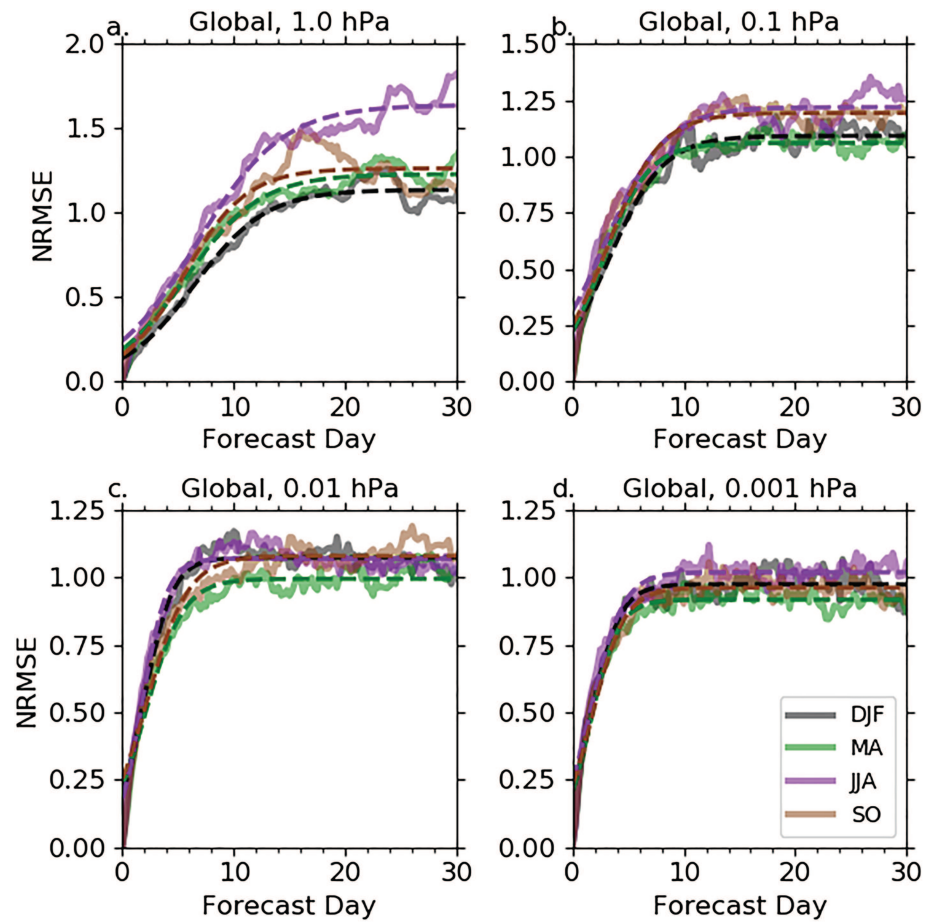 a. Global, 1.0 hPa
2.0
1.5
1.0
0.5
0.0
NRMSE
0 10 20 30
Forecast Day
b. Global, 0.1 hPa
1.50
1.25
1.00
0.75
0.50
0.25
0.00
0 10 20 30
Forecast Day
c. Global, 0.01 hPa
1.25
1.00
0.75
0.50
0.25
0.00
NRMSE
0 10 20 30
Forecast Day
d. Global, 0.001 hPa
1.25
1.00
0.75
0.50
0.25
0.00
DJF
MA
JJA
SO
0 10 20 30
Forecast Day